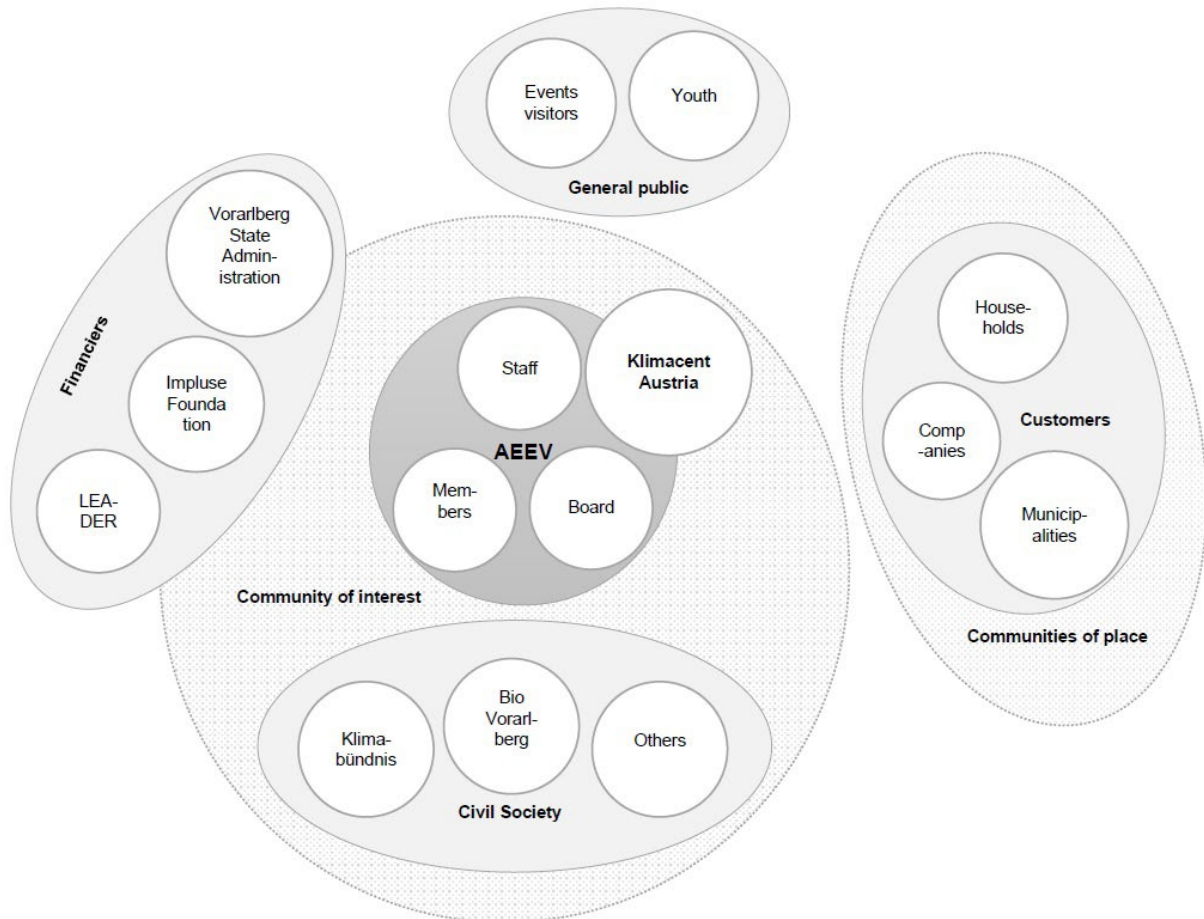 Events
visitors
Youth
General public
Vorarlberg
State
Admin-
istration
Financiers
Impluse
Founda
tion
LEA-
DER
Staff
Klimacent
Austria
AEEV
Mem-
bers
Board
Community of interest
House-
holds
Comp
-anies
Customers
Municip-
alities
Communities of place
Klima-
bündnis
Bio
Vorarl-
berg
Others
Civil Society